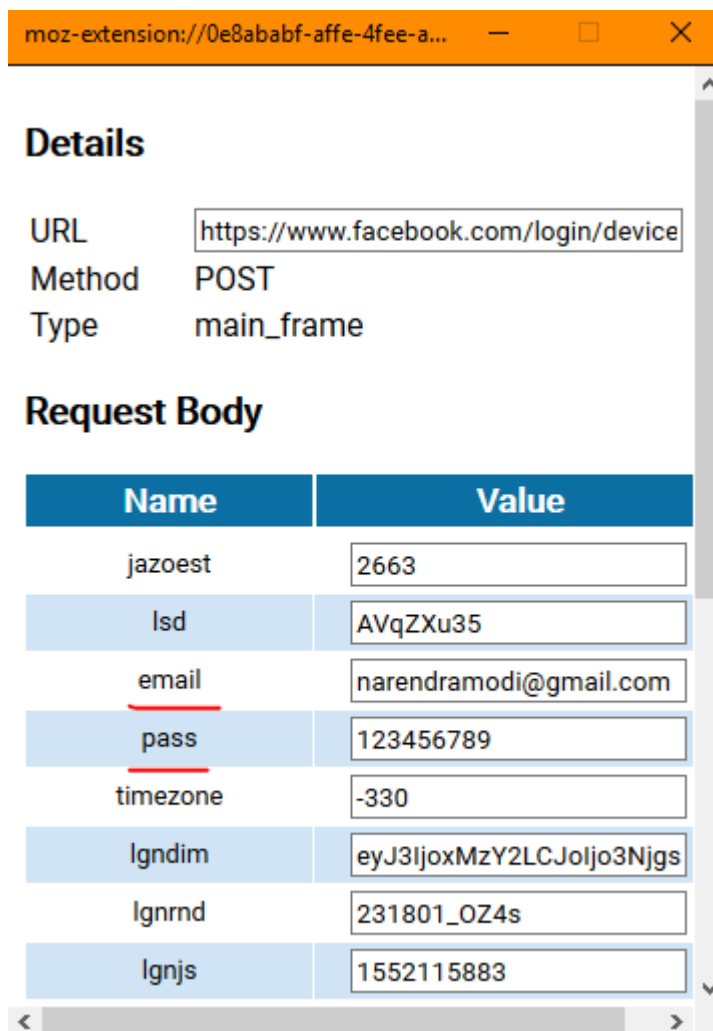 moz-extension://0e8ababf-affe-4fee-a...
Details
URL https://www.facebook.com/login/device
Method POST
Type main_frame
Request Body
Name Value
jazoest 2663
lsd AVqZXu35
email narendramodi@gmail.com
pass 123456789
timezone -330
lgndim eyJ3IjoxMzY2LCJoIjo3Njgs
lgnrnd 231801_OZ4s
lgnjs 1552115883